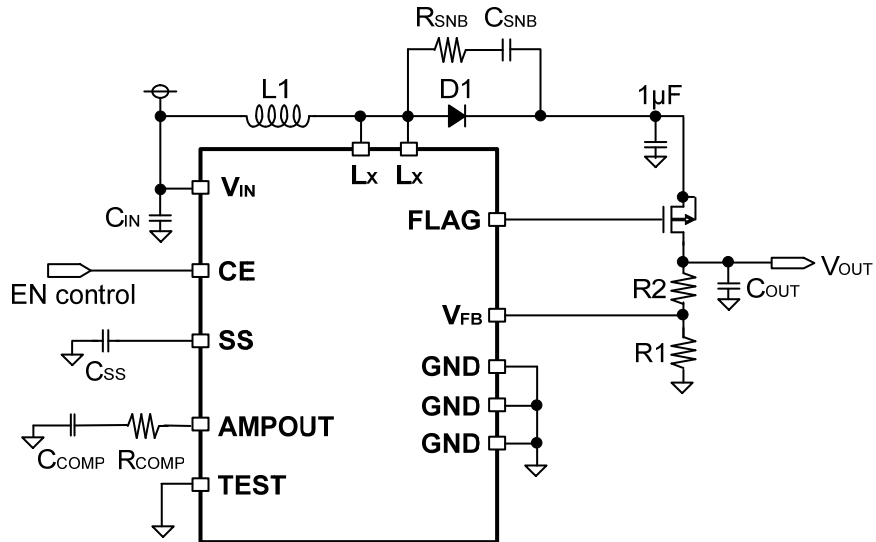 RSNB CSNB
L1 D1 1μF
LX LX
VIN
CIN
FLAG
CE
EN control
VOUT
R2 COUT
SS
VFB
CSS
R1
GND
AMPOUT
GND
CCOMP RCOMP
GND
TEST